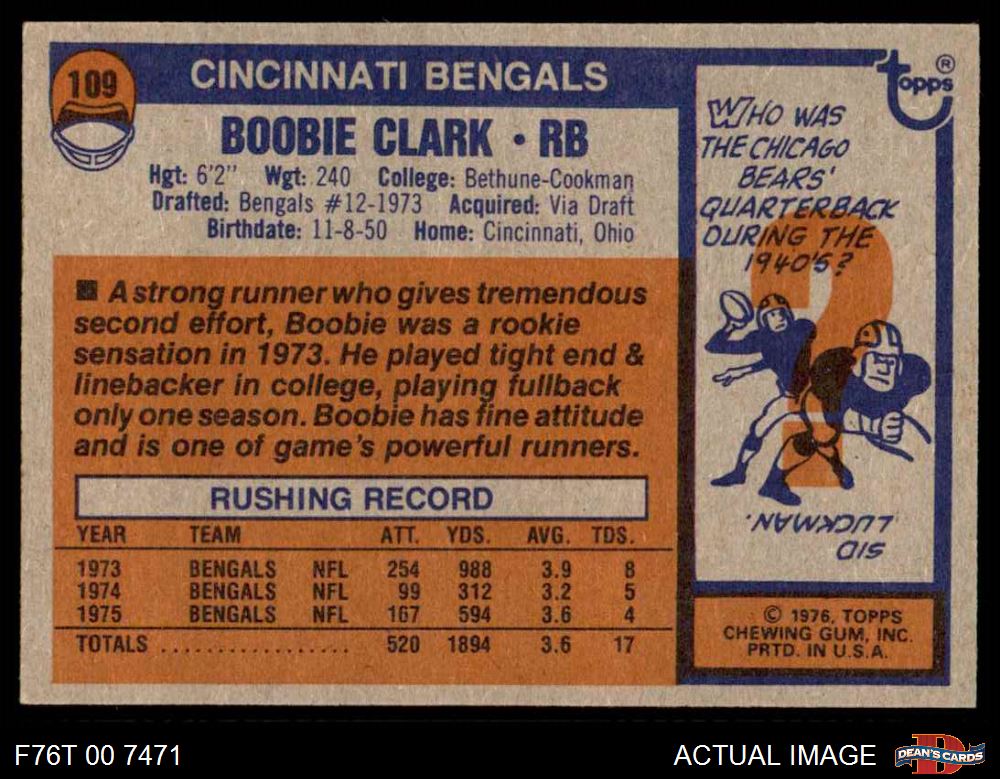 109
CINCINNATI BENGALS
BOOBIE CLARK • RB
Hgt: 6'2" Wgt: 240 College: Bethune-Cookman
Drafted: Bengals #12-1973 Acquired: Via Draft
Birthdate: 11-8-50 Home: Cincinnati, Ohio
■ A strong runner who gives tremendous
second effort, Boobie was a rookie
sensation in 1973. He played tight end &
linebacker in college, playing fullback
only one season. Boobie has fine attitude
and is one of game's powerful runners.
RUSHING RECORD
YEAR TEAM ATT. YDS. AVG. TDS.
1973 BENGALS NFL 254 988 3.9 8
1974 BENGALS NFL 99 312 3.2 5
1975 BENGALS NFL 167 594 3.6 4
TOTALS .................. 520 1894 3.6 17
topps ®
WHO WAS
THE CHICAGO
BEARS'
QUARTERBACK
DURING THE
1940'S?
?
SID
LUCKMAN.
© 1976, TOPPS
CHEWING GUM, INC.
PRTD. IN U.S.A.
F76T 00 7471
ACTUAL IMAGE
D
DEAN'S CARDS